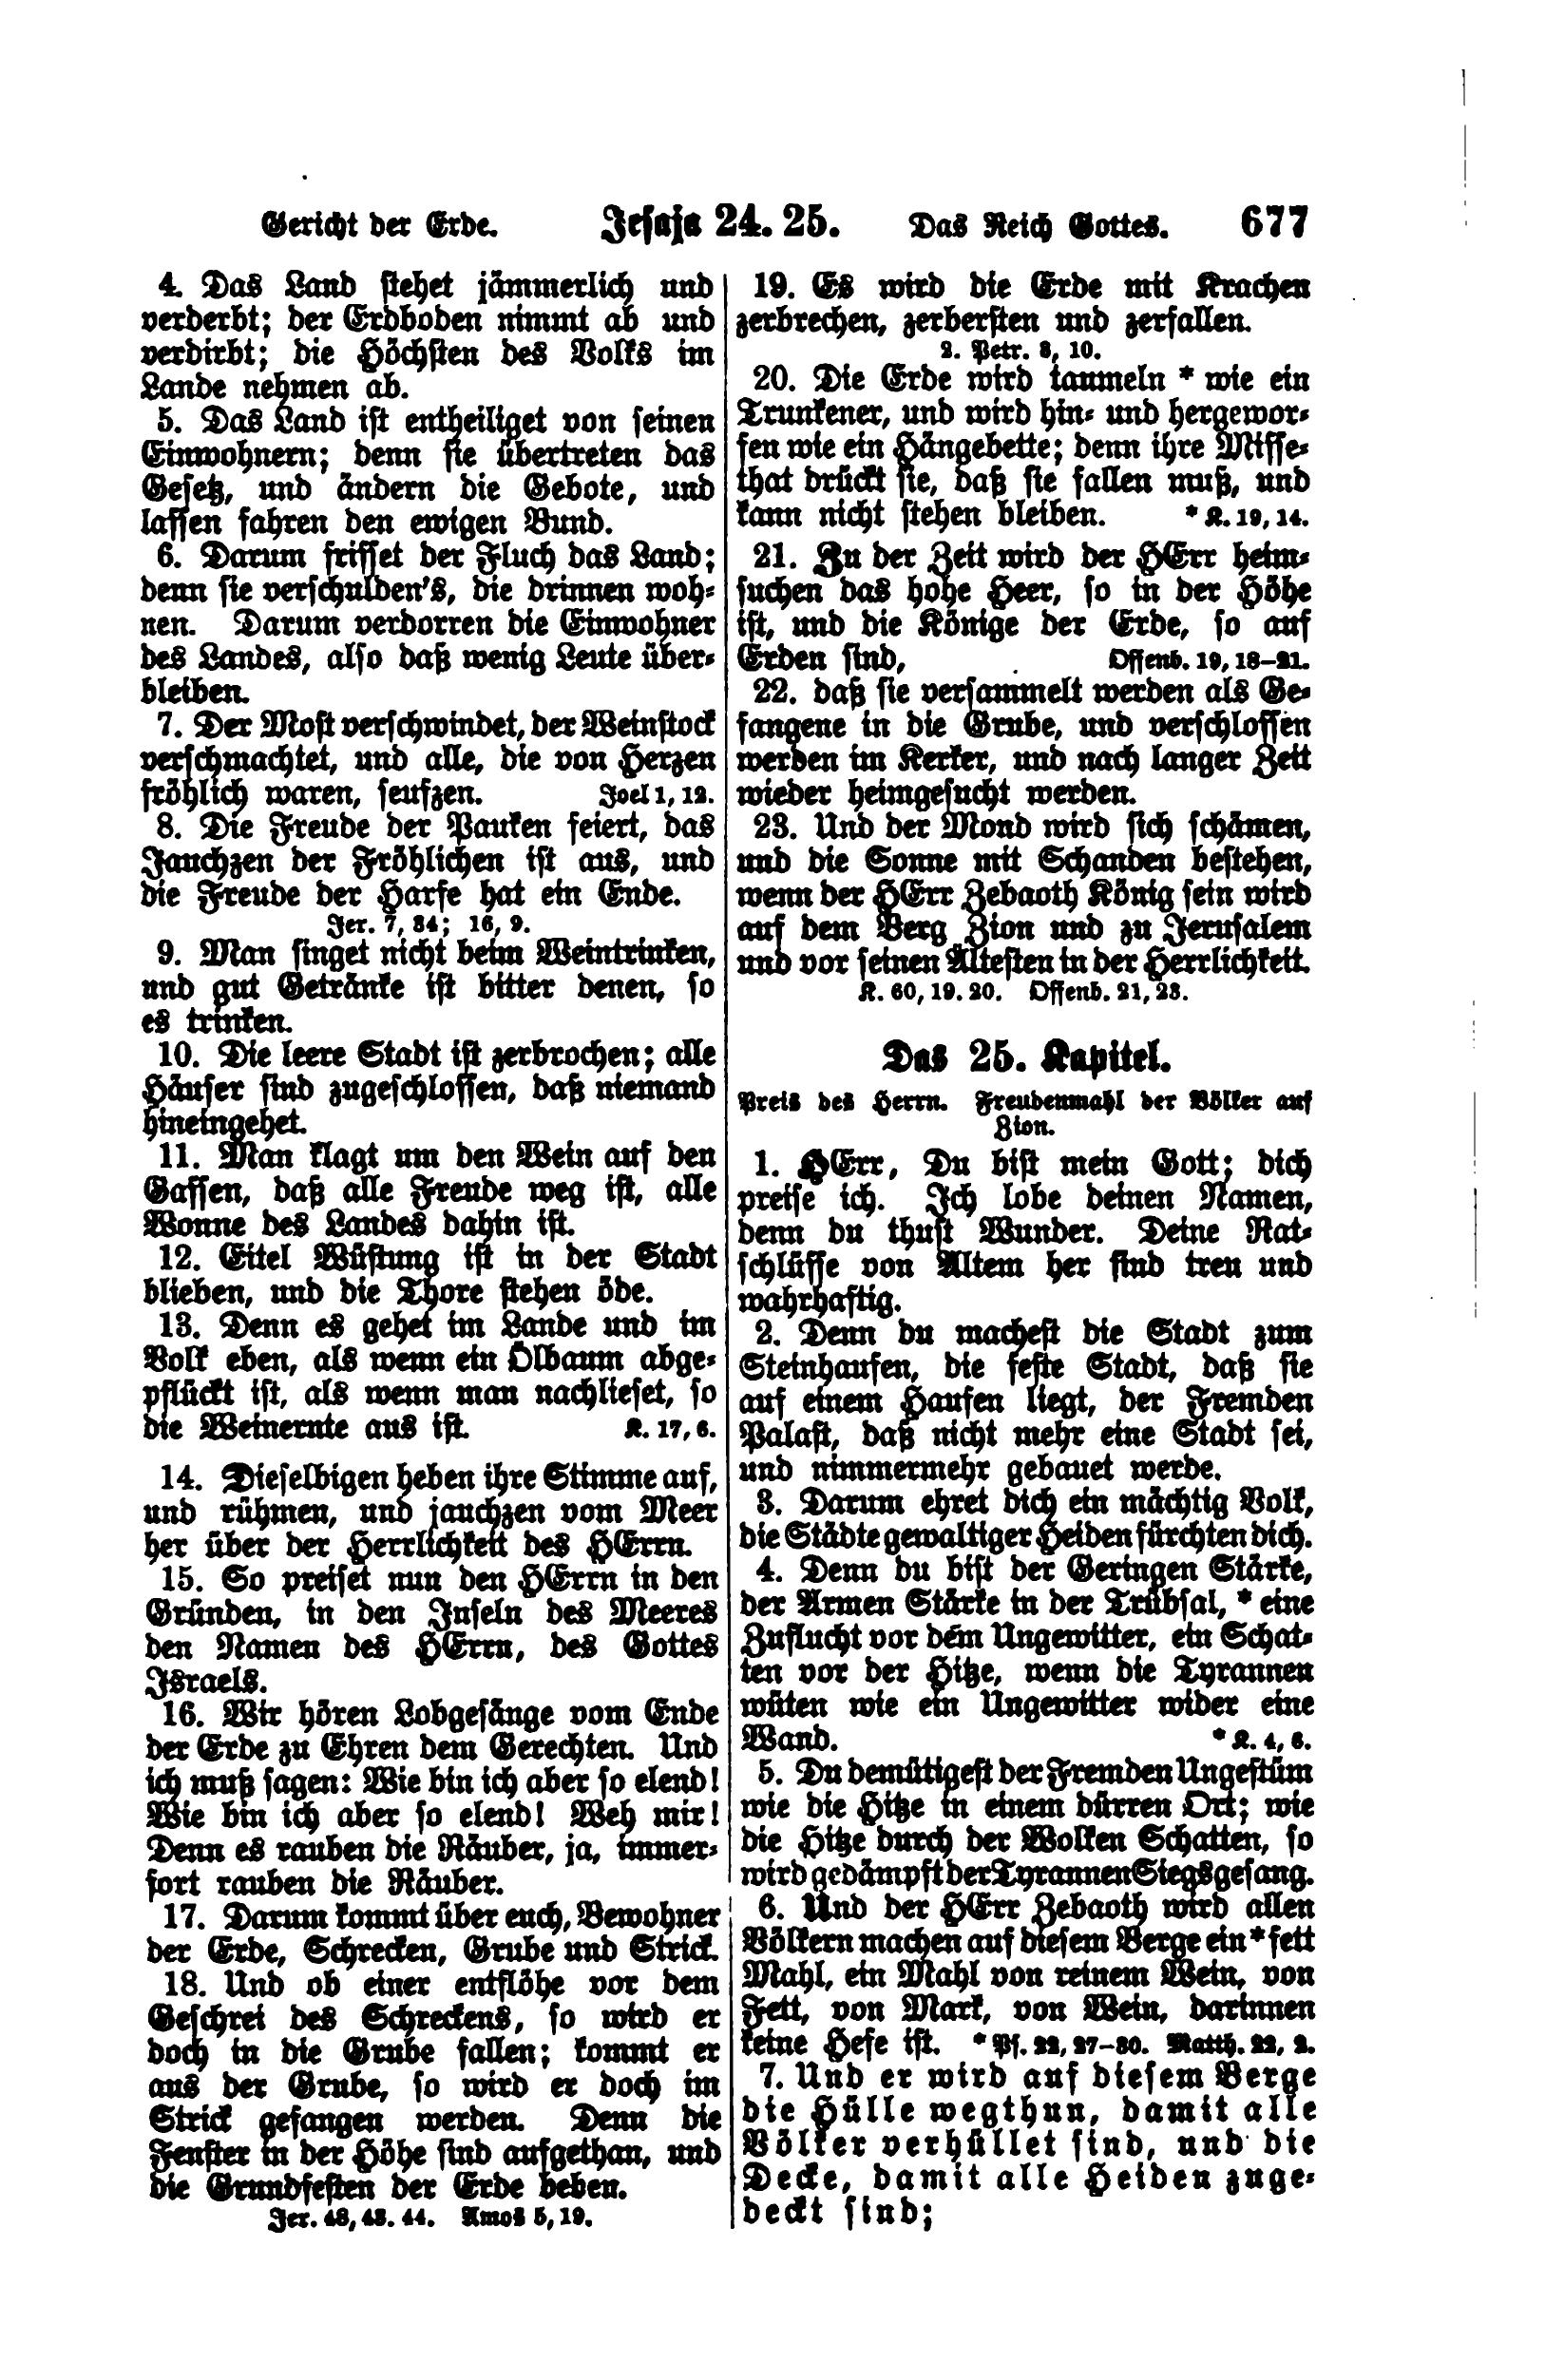 Gericht der Erde. Jesaja 24. 25. Das Reich Gottes. 677
4. Das Land stehet jämmerlich und
verderbt; der Erdboden nimmt ab und
verdirbt; die Höchsten des Volks im
Lande nehmen ab.
5. Das Land ist entheiliget von seinen
Einwohnern; denn sie übertreten das
Gesetz, und ändern die Gebote, und
lassen fahren den ewigen Bund.
6. Darum frisset der Fluch das Land;
denn sie verschulden's, die drinnen woh-
nen. Darum verdorren die Einwohner
des Landes, also daß wenig Leute über-
bleiben.
7. Der Most verschwindet, der Weinstock
verschmachtet, und alle, die von Herzen
fröhlich waren, seufzen. Joel 1, 12.
8. Die Freude der Pauken feiert, das
Jauchzen der Fröhlichen ist aus, und
die Freude der Harfe hat ein Ende.
Jer. 7, 34; 16, 9.
9. Man singet nicht beim Weintrinken,
und gut Getränke ist bitter denen, so
es trinken.
10. Die leere Stadt ist zerbrochen; alle
Häuser sind zugeschlossen, daß niemand
hineingehet.
11. Man klagt um den Wein auf den
Gassen, daß alle Freude weg ist, alle
Wonne des Landes dahin ist.
12. Eitel Wüstung ist in der Stadt
blieben, und die Thore stehen öde.
13. Denn es gehet im Lande und im
Volk eben, als wenn ein Ölbaum abge-
pflückt ist, als wenn man nachlieset, so
die Weinernte aus ist. K. 17, 6.
14. Dieselbigen heben ihre Stimme auf,
und rühmen, und jauchzen vom Meer
her über der Herrlichkeit des HErrn.
15. So preiset nun den HErrn in den
Gründen, in den Inseln des Meeres
den Namen des HErrn, des Gottes
Israels.
16. Wir hören Lobgesänge vom Ende
der Erde zu Ehren dem Gerechten. Und
ich muß sagen: Wie bin ich aber so elend!
Wie bin ich aber so elend! Weh mir!
Denn es rauben die Räuber, ja, immer-
fort rauben die Räuber.
17. Darum kommt über euch, Bewohner
der Erde, Schrecken, Grube und Strick.
18. Und ob einer entflöhe vor dem
Geschrei des Schreckens, so wird er
doch in die Grube fallen; kommt er
aus der Grube, so wird er doch im
Strick gefangen werden. Denn die
Fenster in der Höhe sind aufgethan, und
die Grundfesten der Erde beben.
Jer. 48, 43. 44. Amos 5, 19.
19. Es wird die Erde mit Krachen
zerbrechen, zerbersten und zerfallen.
2. Petr. 3, 10.
20. Die Erde wird taumeln * wie ein
Trunkener, und wird hin- und hergewor-
fen wie ein Hängebette; denn ihre Misse-
that drückt sie, daß sie fallen muß, und
kann nicht stehen bleiben. * K. 19, 14.
21. Zu der Zeit wird der HErr heim-
suchen das hohe Heer, so in der Höhe
ist, und die Könige der Erde, so auf
Erden sind, Offenb. 19, 18–21.
22. daß sie versammelt werden als Ge-
fangene in die Grube, und verschlossen
werden im Kerker, und nach langer Zeit
wieder heimgesucht werden.
23. Und der Mond wird sich schämen,
und die Sonne mit Schanden bestehen,
wenn der HErr Zebaoth König sein wird
auf dem Berg Zion und zu Jerusalem
und vor seinen Ältesten in der Herrlichkeit.
K. 60, 19. 20. Offenb. 21, 23.
Das 25. Kapitel.
Preis des Herrn. Freudenmahl der Völker auf
Zion.
1. HErr, Du bist mein Gott; dich
preise ich. Ich lobe deinen Namen,
denn du thust Wunder. Deine Rat-
schlüsse von Altem her sind treu und
wahrhaftig.
2. Denn du machest die Stadt zum
Steinhaufen, die feste Stadt, daß sie
auf einem Haufen liegt, der Fremden
Palast, daß nicht mehr eine Stadt sei,
und nimmermehr gebauet werde.
3. Darum ehret dich ein mächtig Volk,
die Städte gewaltiger Heiden fürchten dich.
4. Denn du bist der Geringen Stärke,
der Armen Stärke in der Trübsal, * eine
Zuflucht vor dem Ungewitter, ein Schat-
ten vor der Hitze, wenn die Tyrannen
wüten wie ein Ungewitter wider eine
Wand. * K. 4, 6.
5. Du demütigest der Fremden Ungestüm
wie die Hitze in einem dürren Ort; wie
die Hitze durch der Wolken Schatten, so
wird gedämpft der Tyrannen Siegsgesang.
6. Und der HErr Zebaoth wird allen
Völkern machen auf diesem Berge ein * fett
Mahl, ein Mahl von reinem Wein, von
Fett, von Mark, von Wein, darinnen
keine Hefe ist. * Ps. 22, 27–30. Matth. 22, 2.
7. Und er wird auf diesem Berge
die Hülle wegthun, damit alle
Völker verhüllet sind, und die
Decke, damit alle Heiden zuge-
deckt sind;